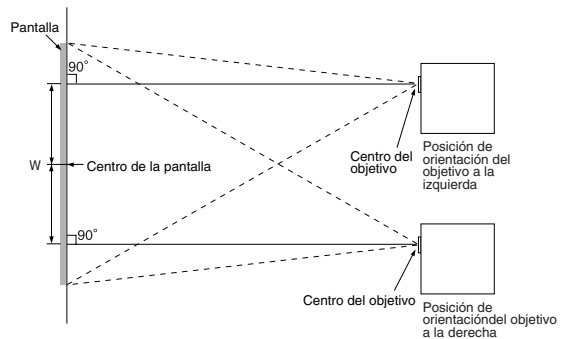 Pantalla
90°
W
Centro de la pantalla
90°
Centro del
objetivo
Posición de
orientación del
objetivo a la
izquierda
Centro del objetivo
Posición de
orientacióndel objetivo
a la derecha